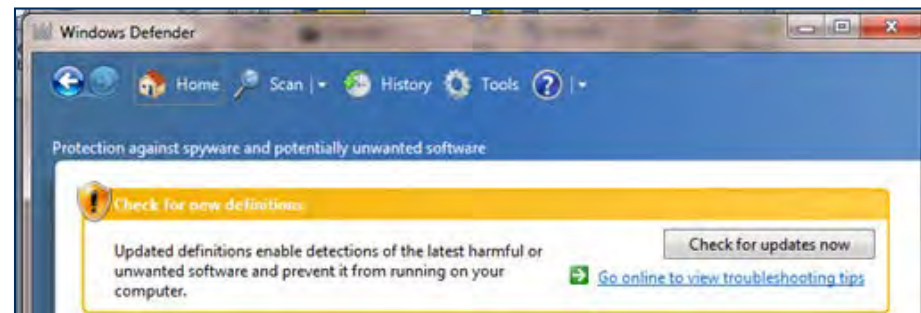 Windows Defender
Home Scan History Tools
Protection against spyware and potentially unwanted software
Check for new definitions
Updated definitions enable detections of the latest harmful or
unwanted software and prevent it from running on your
computer.
Check for updates now
Go online to view troubleshooting tips